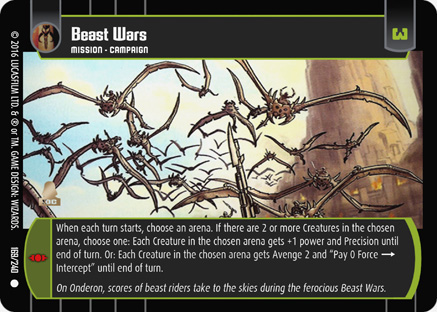 Beast Wars
MISSION - CAMPAIGN
3
© 2016 LUCASFILM LTD. & ® or TM. GAME DESIGN: WIZARDS.
When each turn starts, choose an arena. If there are 2 or more Creatures in the chosen
arena, choose one: Each Creature in the chosen arena gets +1 power and Precision until
end of turn. Or: Each Creature in the chosen arena gets Avenge 2 and “Pay 0 Force →
Intercept” until end of turn.
On Onderon, scores of beast riders take to the skies during the ferocious Beast Wars.